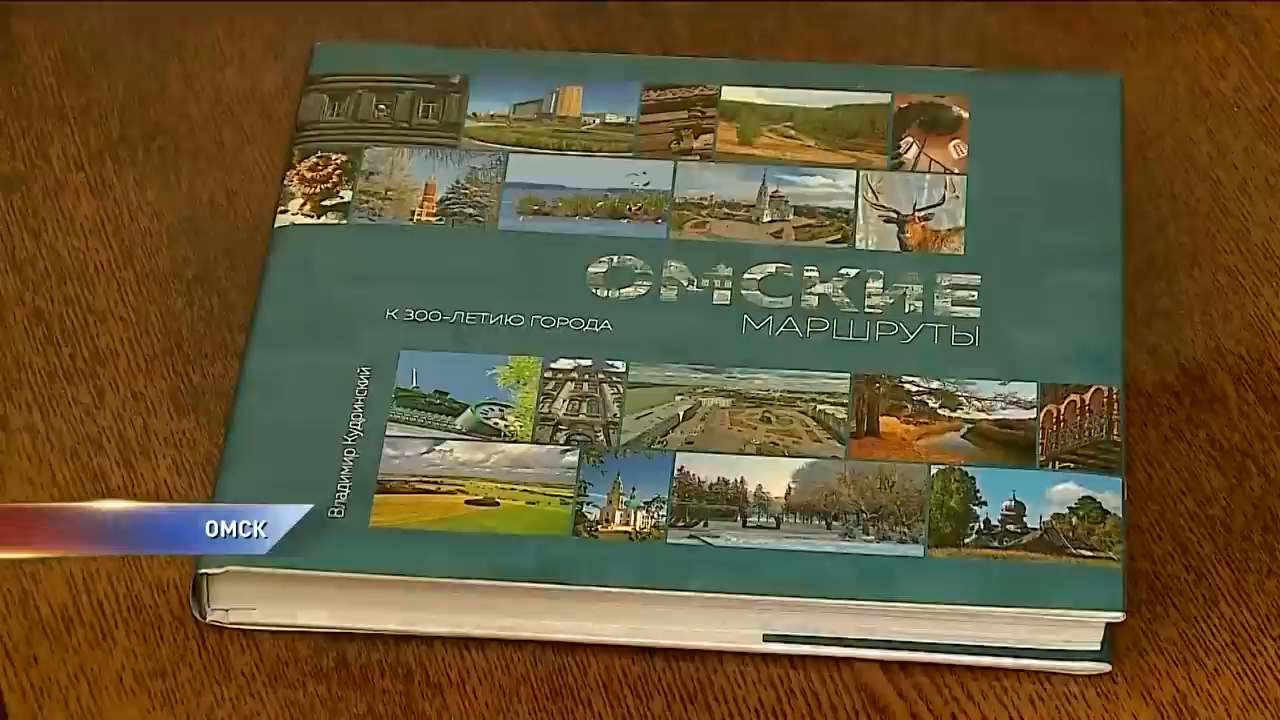 ОМСКИЕ
МАРШРУТЫ
К 300-ЛЕТИЮ ГОРОДА
Владимир Кудринский
ОМСК